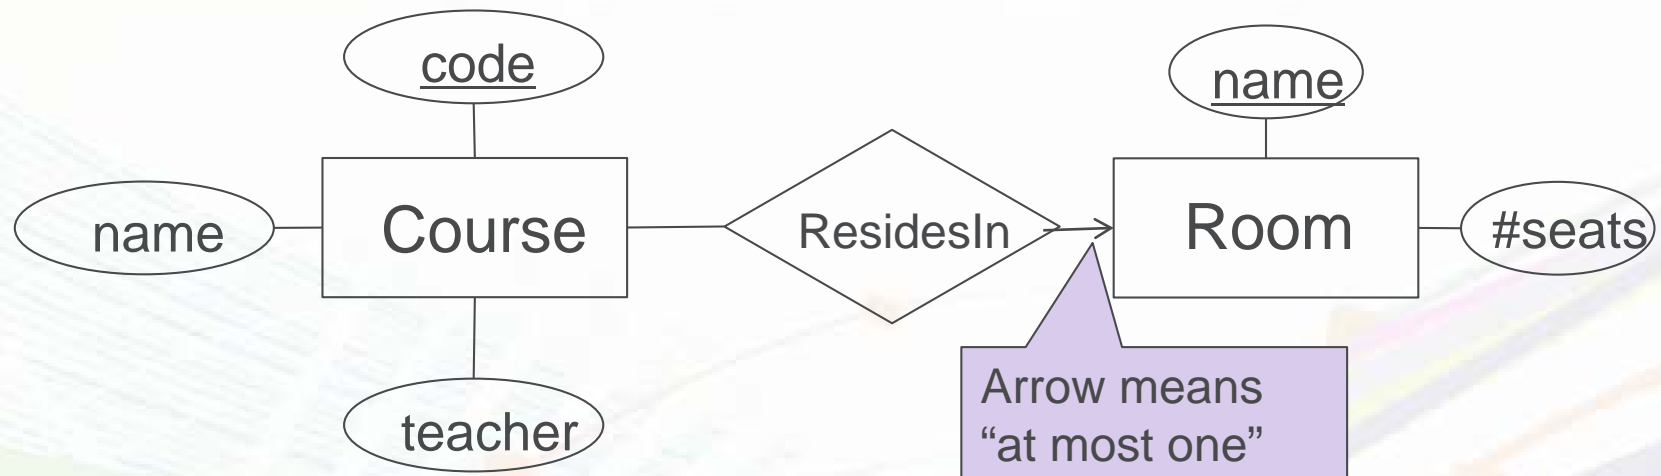 code
name
name
Course
ResidesIn
Room
#seats
teacher
Arrow means
“at most one”